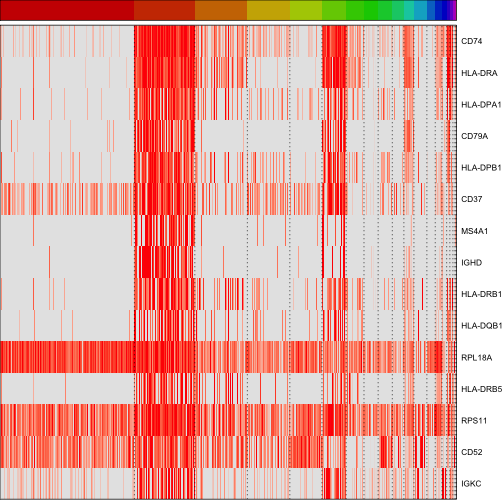 CD74
HLA-DRA
HLA-DPA1
CD79A
HLA-DPB1
CD37
MS4A1
IGHD
HLA-DRB1
HLA-DQB1
RPL18A
HLA-DRB5
RPS11
CD52
IGKC